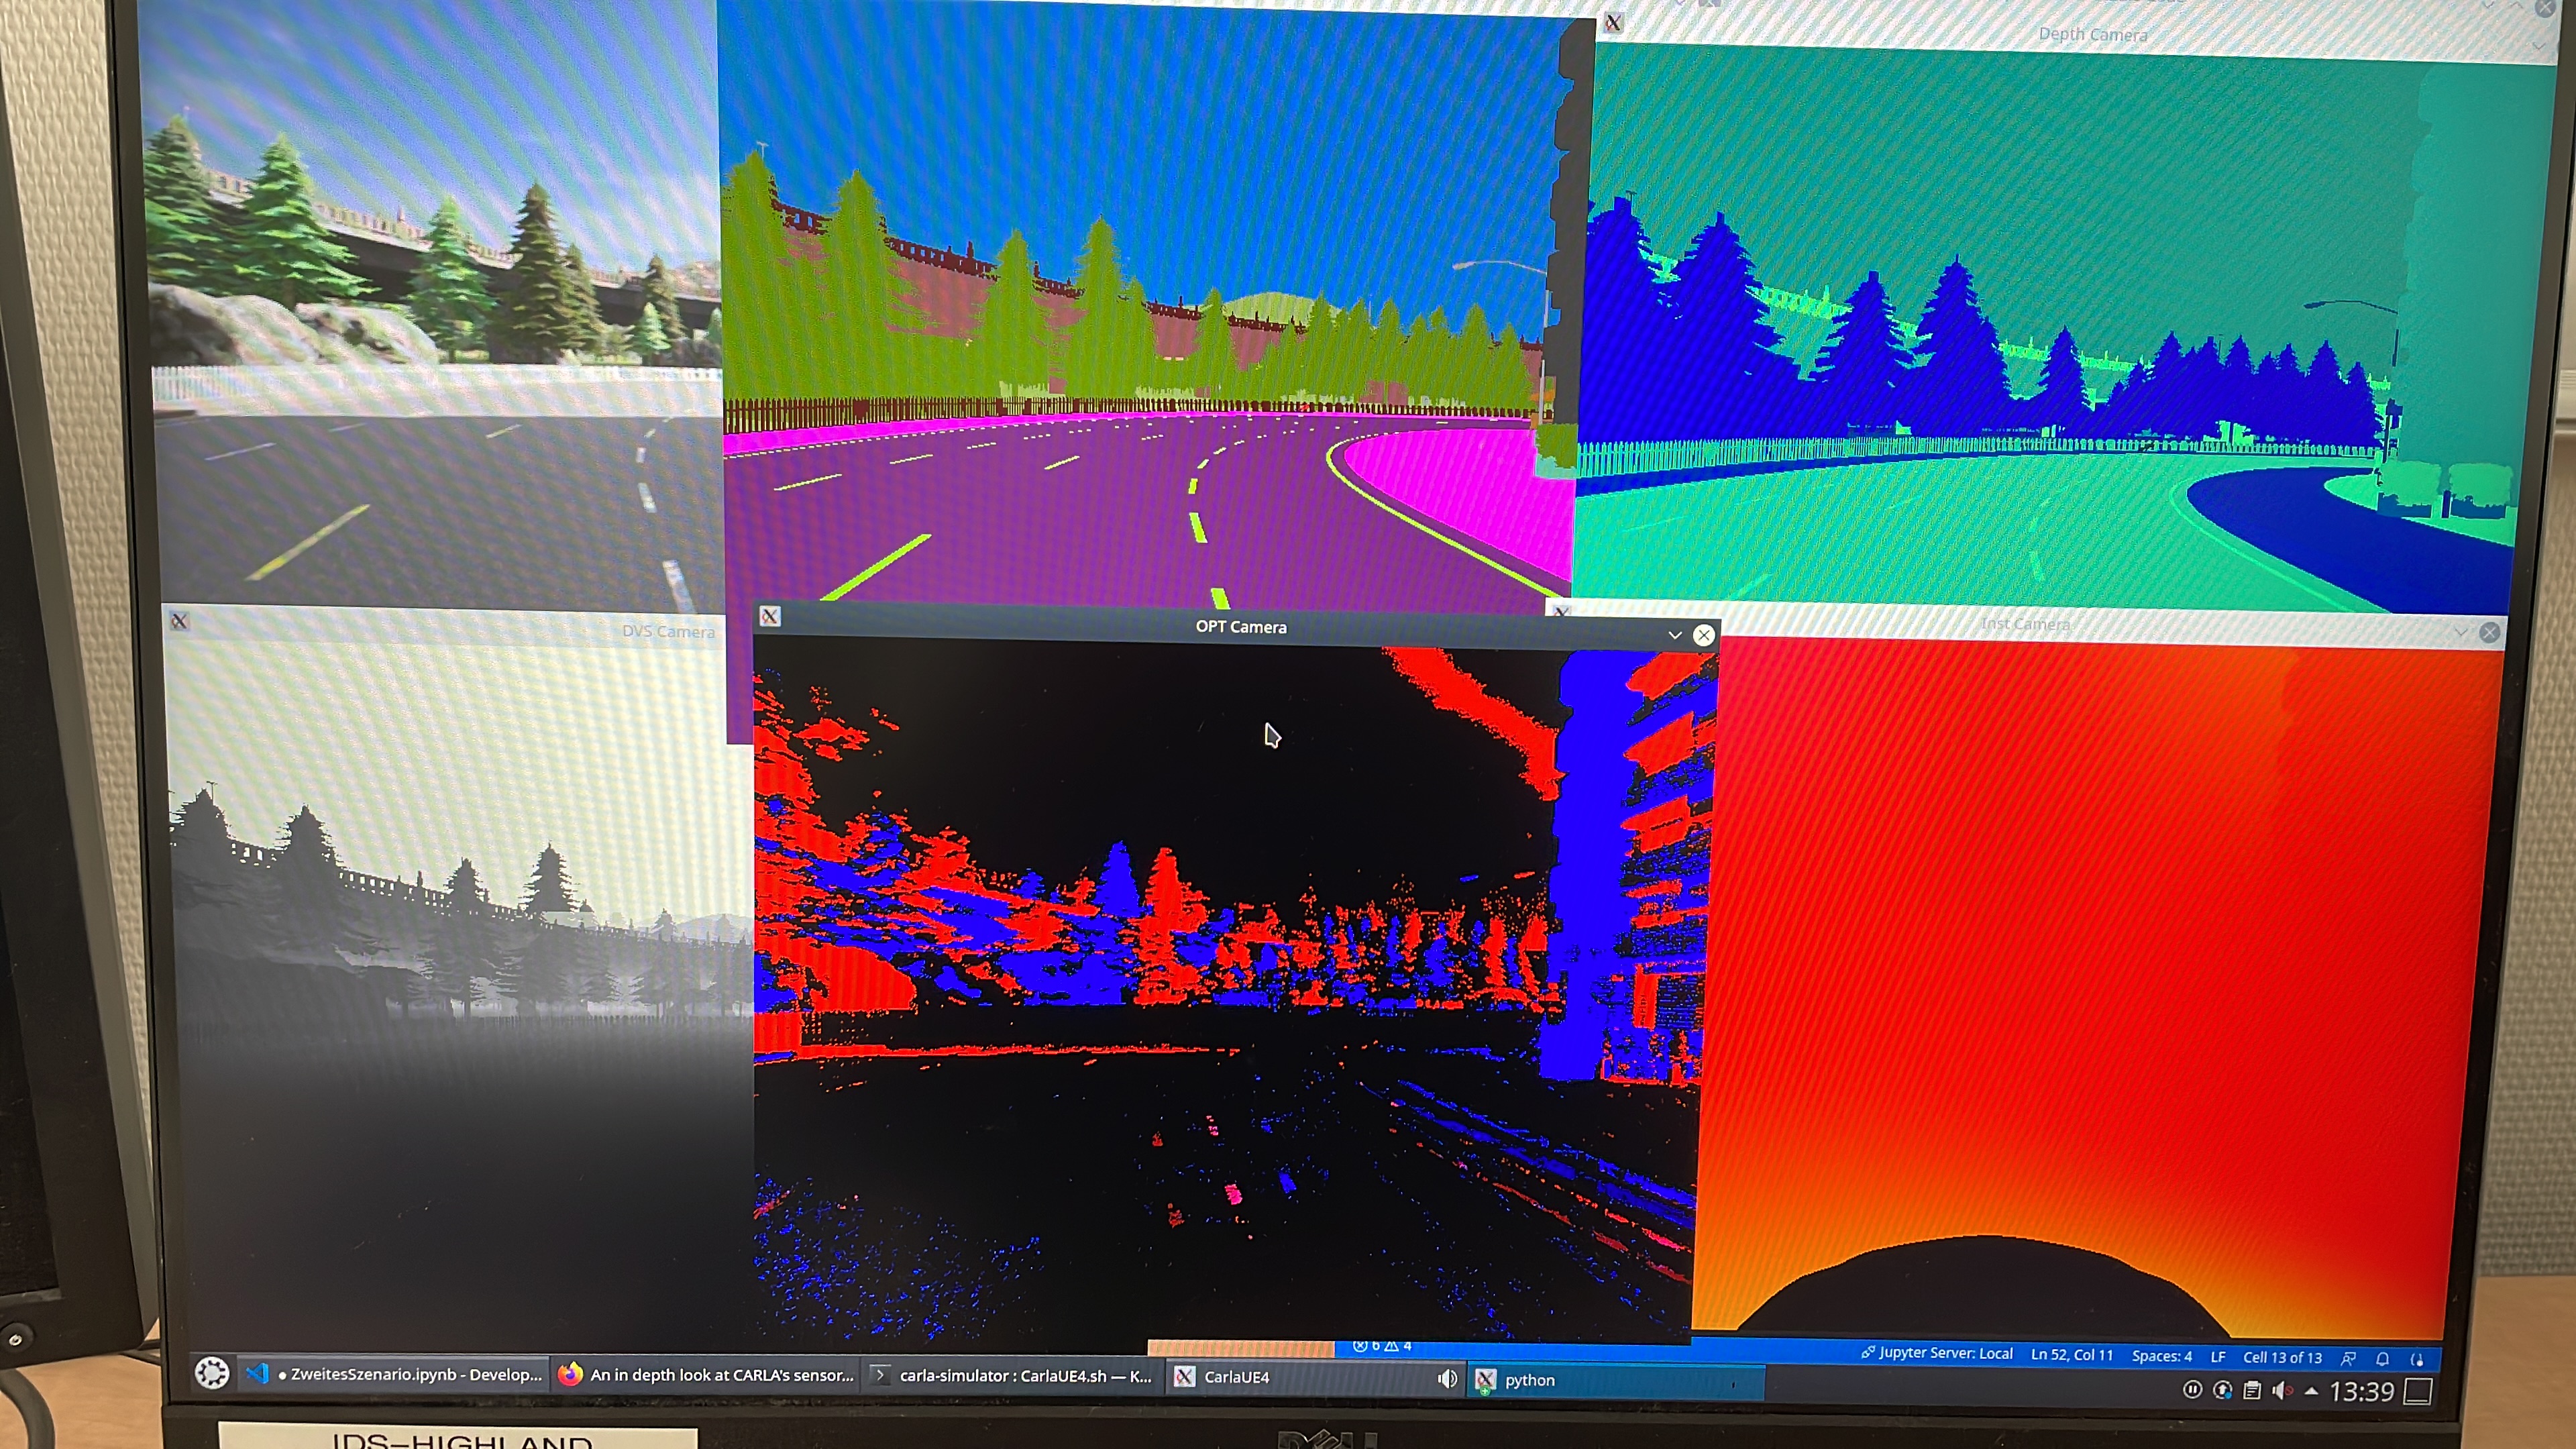 Depth Camera
DVS Camera
OPT Camera
Inst Camera
6 4
Jupyter Server: Local Ln 52, Col 11 Spaces: 4 LF Cell 13 of 13
ZweitesSzenario.ipynb - Develop...
An in depth look at CARLA's sensor...
carla-simulator : CarlaUE4.sh — K...
CarlaUE4
python
13:39
IDS-HIGHLAND
DELL